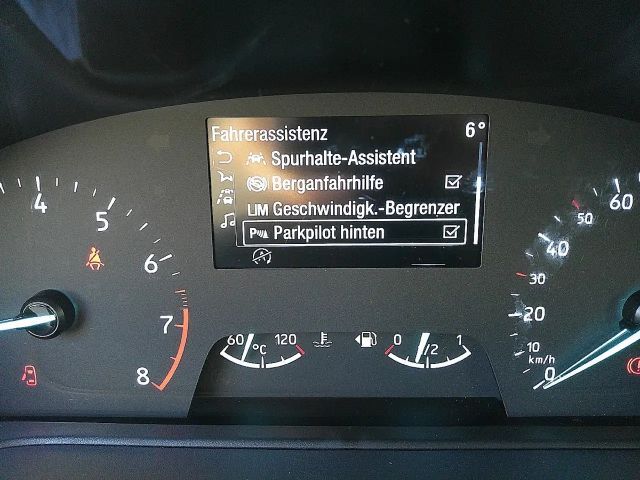 Fahrerassistenz 6°
Spurhalte-Assistent
Berganfahrhilfe
LIM Geschwindigk.-Begrenzer
P Parkpilot hinten
4
5
6
7
8
60 120
°C
0 1
1/2
60
50
40
30
20
10
km/h
0